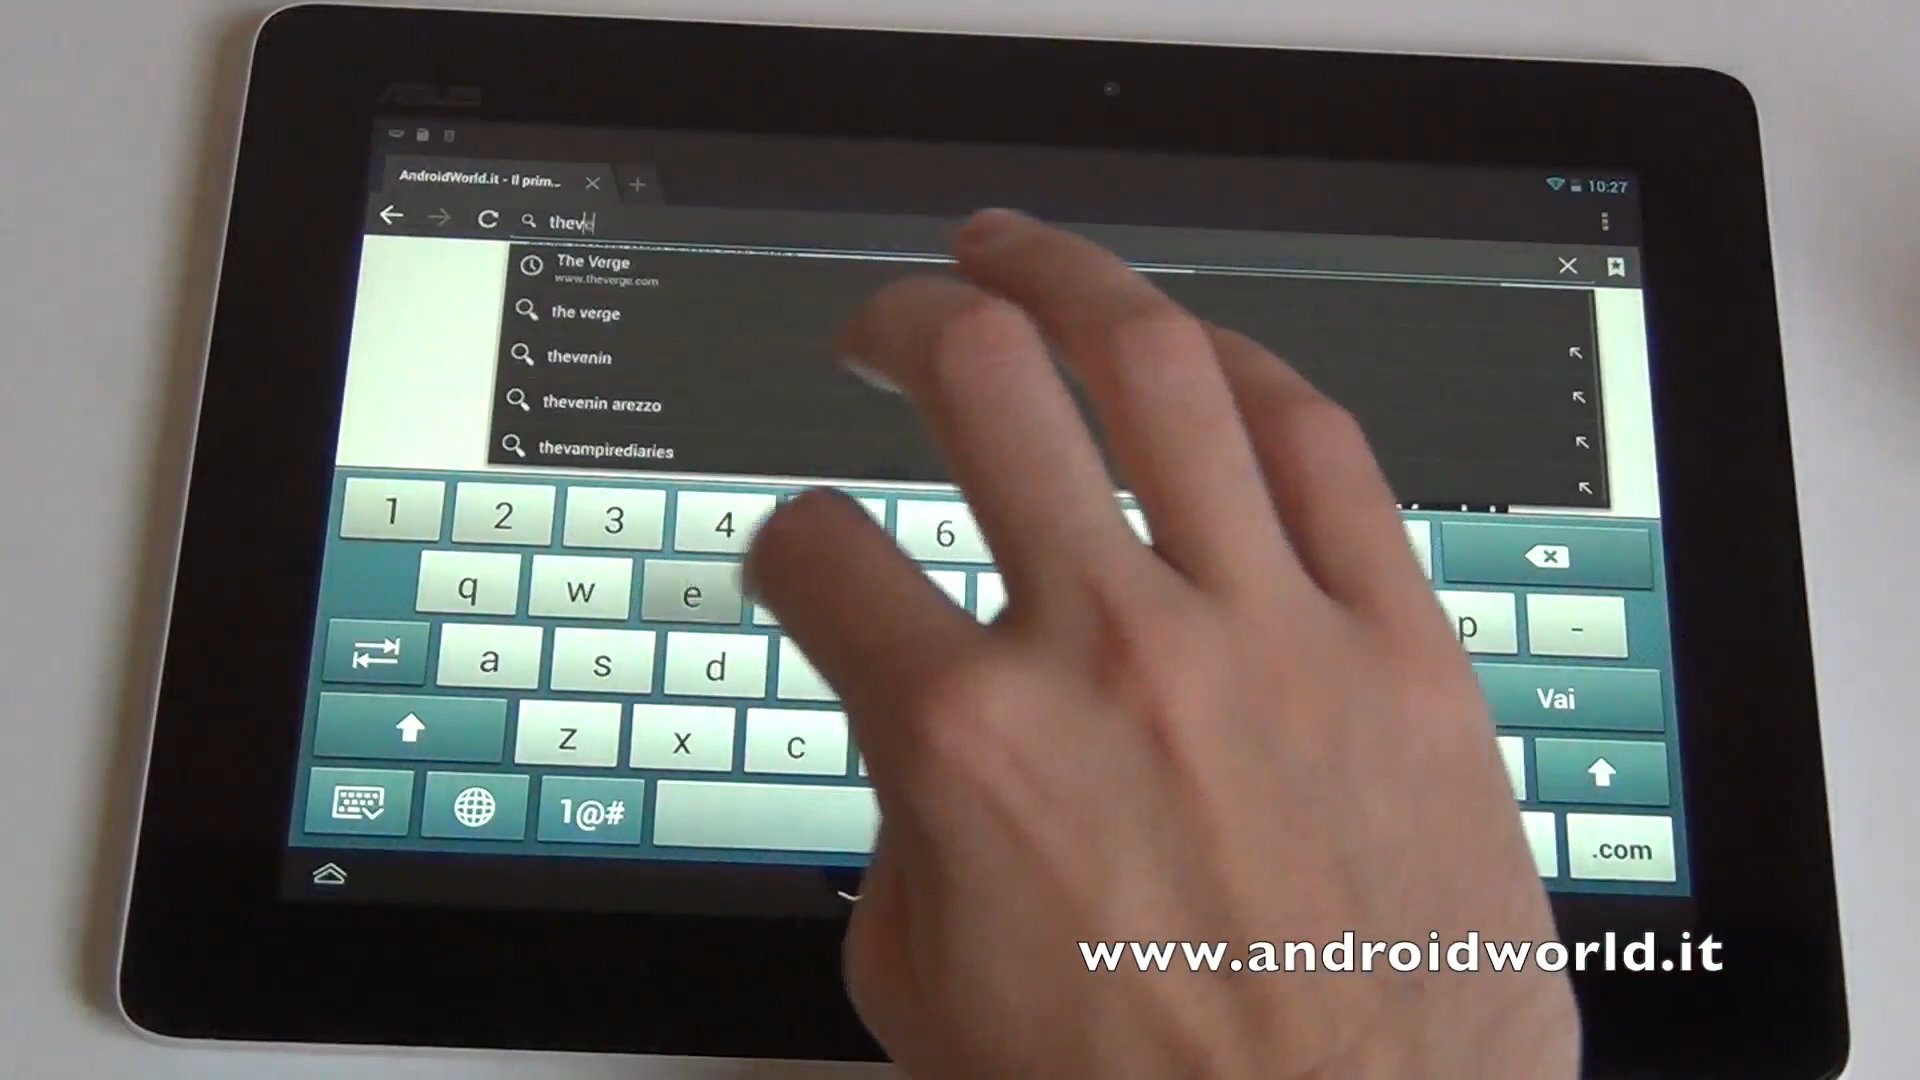 ASUS
AndroidWorld.it - Il prim...
10:27
theve
The Verge
www.theverge.com
the verge
thevenin
thevenin arezzo
thevampirediaries
1 2 3 4 6
q w e p -
a s d Vai
z x c
1@# .com
www.androidworld.it